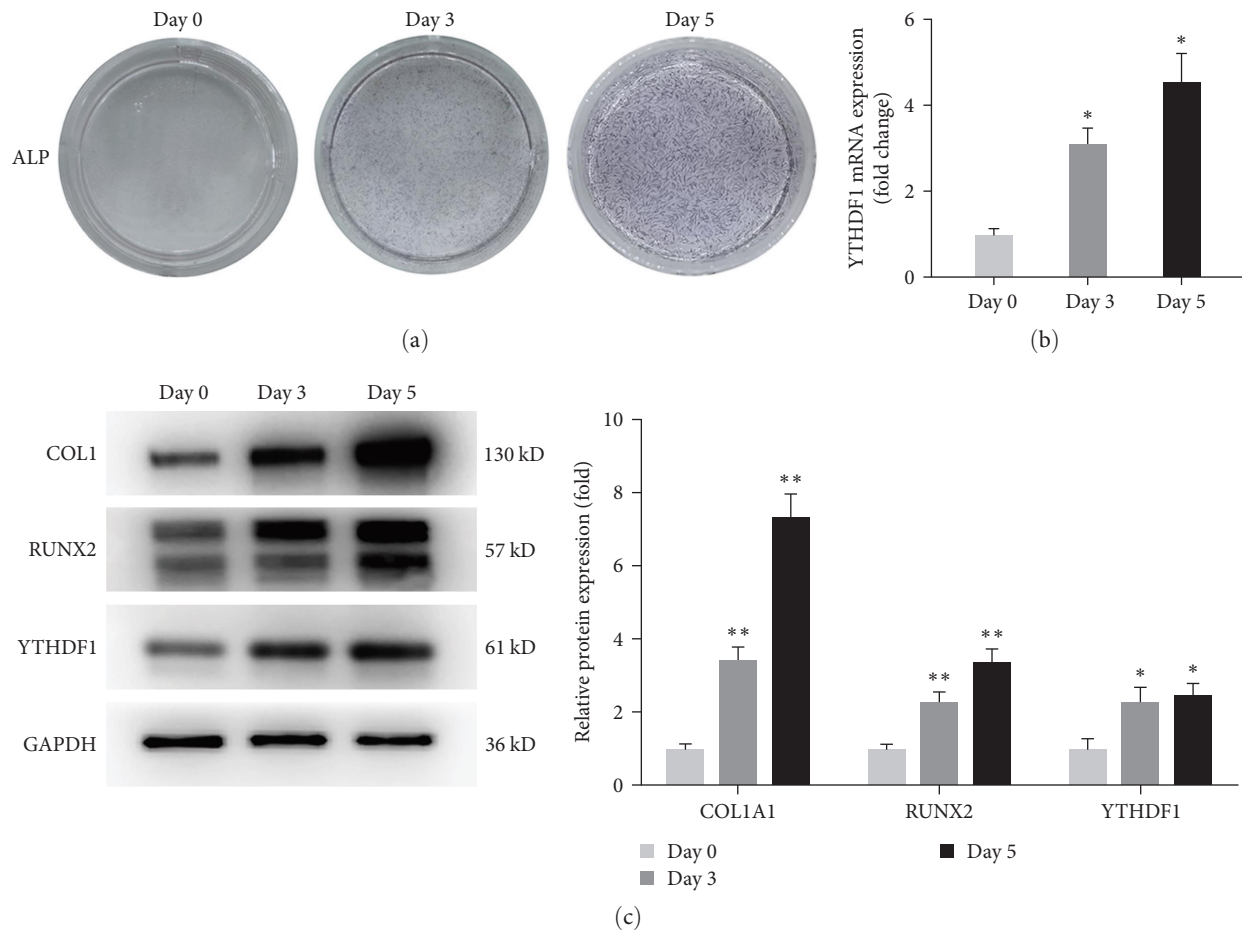 Day 0
Day 3
Day 5
ALP
(a)
YTHDF1 mRNA expression
(fold change)
6
4
2
0
*
*
Day 0
Day 3
Day 5
(b)
Day 0
Day 3
Day 5
COL1
130 kD
RUNX2
57 kD
YTHDF1
61 kD
GAPDH
36 kD
Relative protein expression (fold)
10
8
6
4
2
0
**
**
**
**
*
*
COL1A1
RUNX2
YTHDF1
Day 0
Day 5
Day 3
(c)